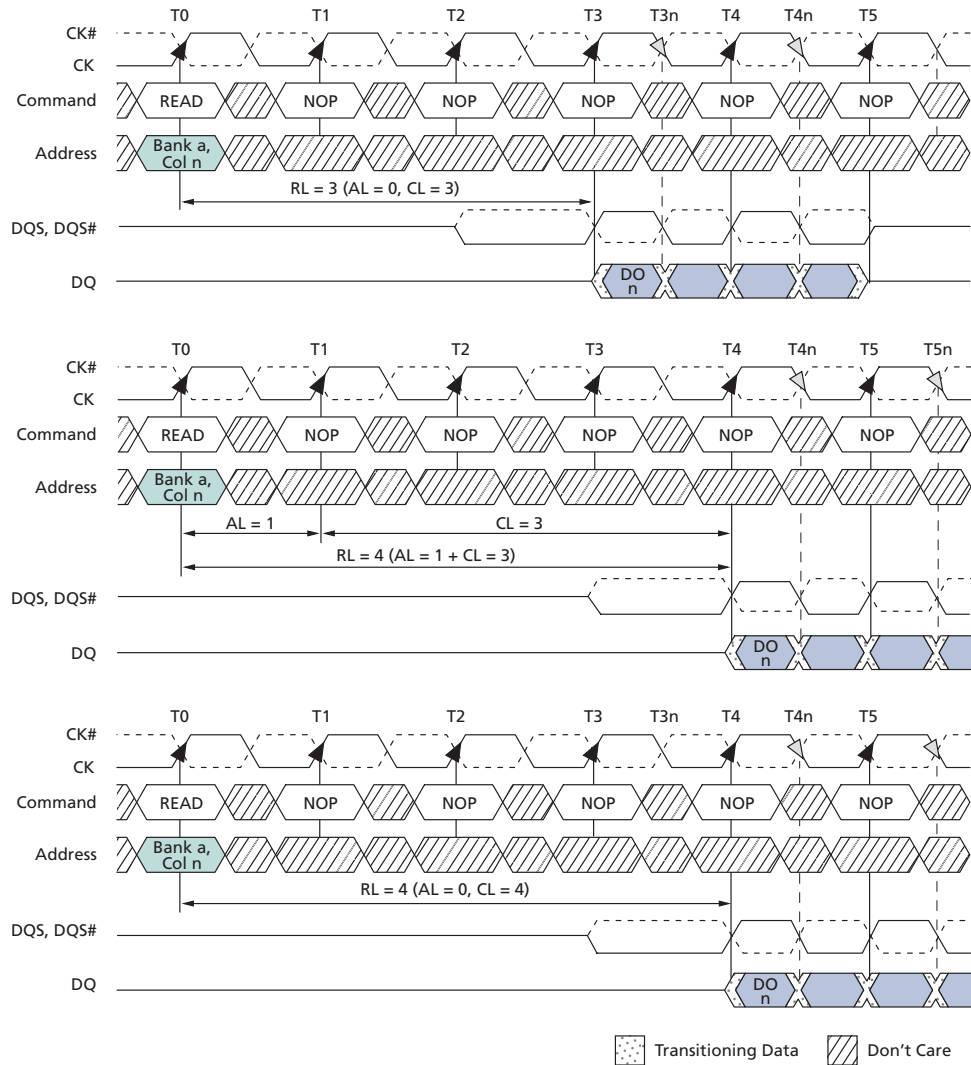 T0 T1 T2 T3 T3n T4 T4n T5
CK#
CK
Command READ NOP NOP NOP NOP NOP
Address Bank a,
Col n
RL = 3 (AL = 0, CL = 3)
DQS, DQS#
DQ DO
n
T0 T1 T2 T3 T4 T4n T5 T5n
CK#
CK
Command READ NOP NOP NOP NOP NOP
Address Bank a,
Col n
AL = 1 CL = 3
RL = 4 (AL = 1 + CL = 3)
DQS, DQS#
DQ DO
n
T0 T1 T2 T3 T3n T4 T4n T5
CK#
CK
Command READ NOP NOP NOP NOP NOP
Address Bank a,
Col n
RL = 4 (AL = 0, CL = 4)
DQS, DQS#
DQ DO
n
Transitioning Data Don't Care